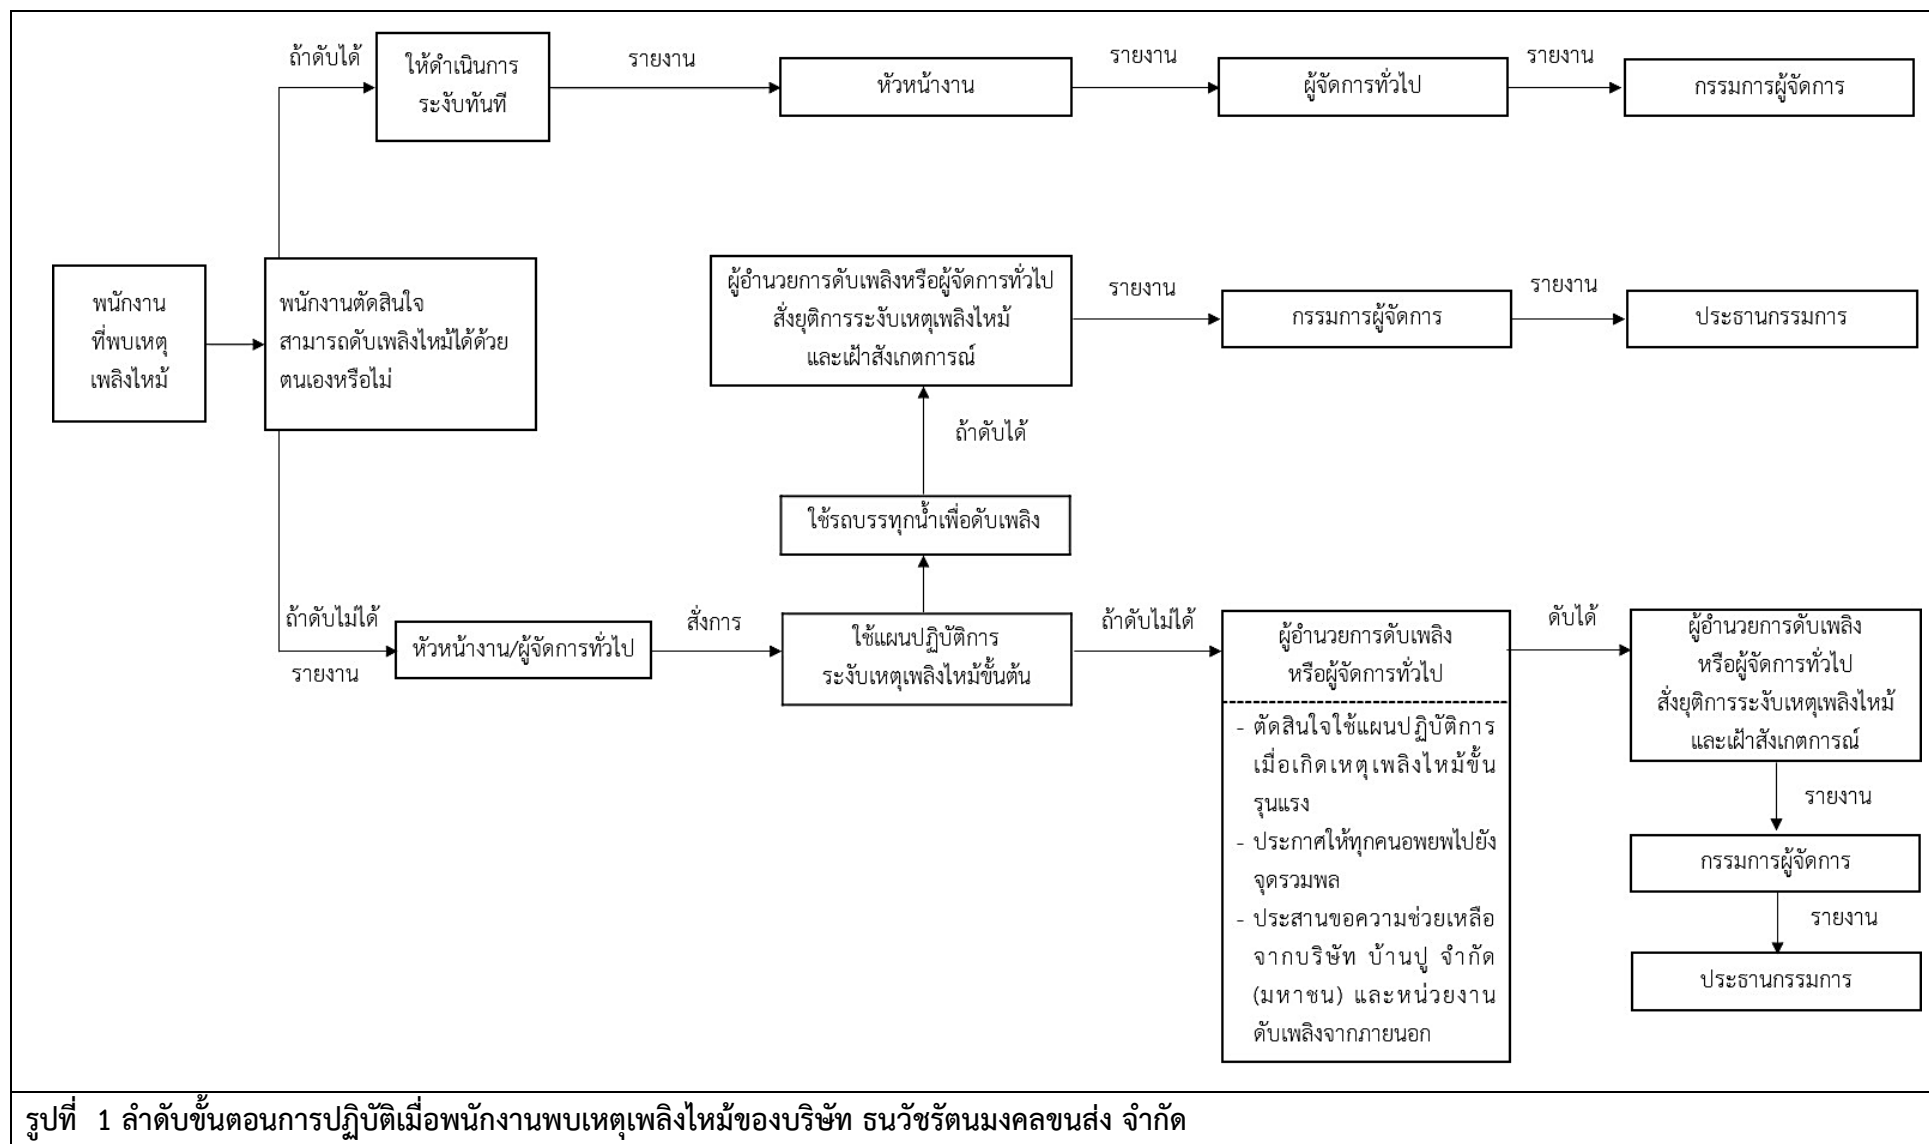 ถ้าดับได้
ให้ดำเนินการ
ระงับทันที
รายงาน
หัวหน้างาน
รายงาน
ผู้จัดการทั่วไป
รายงาน
กรรมการผู้จัดการ
พนักงาน
ที่พบเหตุ
เพลิงไหม้
พนักงานตัดสินใจ
สามารถดับเพลิงไหม้ได้ด้วย
ตนเองหรือไม่
ผู้อำนวยการดับเพลิงหรือผู้จัดการทั่วไป
สั่งยุติการระงับเหตุเพลิงไหม้
และเฝ้าสังเกตการณ์
รายงาน
กรรมการผู้จัดการ
รายงาน
ประธานกรรมการ
ถ้าดับได้
ใช้รถบรรทุกน้ำเพื่อดับเพลิง
ถ้าดับไม่ได้
รายงาน
หัวหน้างาน/ผู้จัดการทั่วไป
สั่งการ
ใช้แผนปฏิบัติการ
ระงับเหตุเพลิงไหม้ขั้นต้น
ถ้าดับไม่ได้
ผู้อำนวยการดับเพลิง
หรือผู้จัดการทั่วไป
- ตัดสินใจใช้แผนปฏิบัติการ
เมื่อเกิดเหตุเพลิงไหม้ขั้น
รุนแรง
- ประกาศให้ทุกคนอพยพไปยัง
จุดรวมพล
- ประสานขอความช่วยเหลือ
จากบริษัท บ้านปู จำกัด
(มหาชน) และหน่วยงาน
ดับเพลิงจากภายนอก
ดับได้
ผู้อำนวยการดับเพลิง
หรือผู้จัดการทั่วไป
สั่งยุติการระงับเหตุเพลิงไหม้
และเฝ้าสังเกตการณ์
รายงาน
กรรมการผู้จัดการ
รายงาน
ประธานกรรมการ
รูปที่ 1 ลำดับขั้นตอนการปฏิบัติเมื่อพนักงานพบเหตุเพลิงไหม้ของบริษัท ธนวัชรัตนมงคลขนส่ง จำกัด